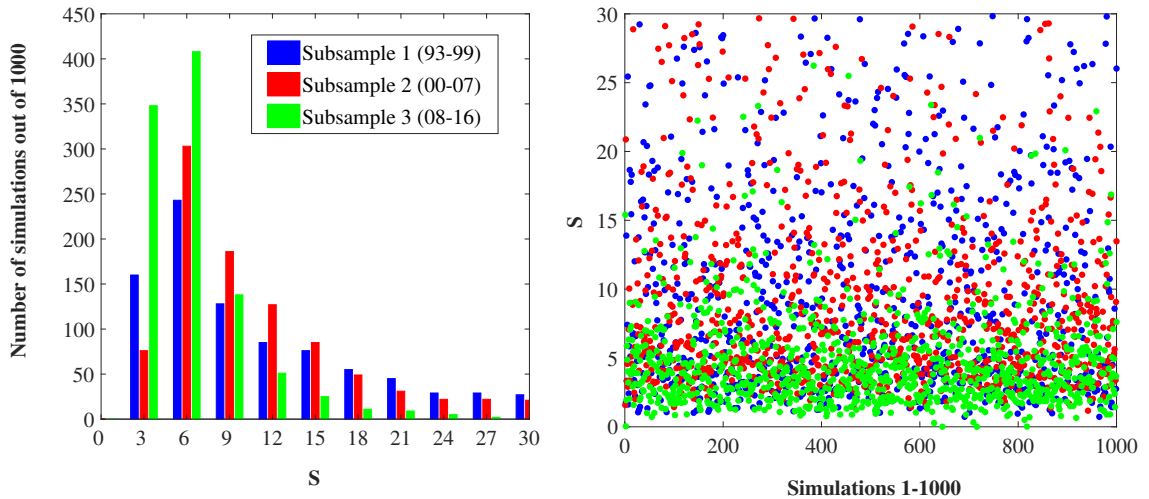 Number of simulations out of 1000
450
400
350
300
250
200
150
100
50
0
Subsample 1 (93-99)
Subsample 2 (00-07)
Subsample 3 (08-16)
0 3 6 9 12 15 18 21 24 27 30
S
S
30
25
20
15
10
5
0
0 200 400 600 800 1000
Simulations 1-1000